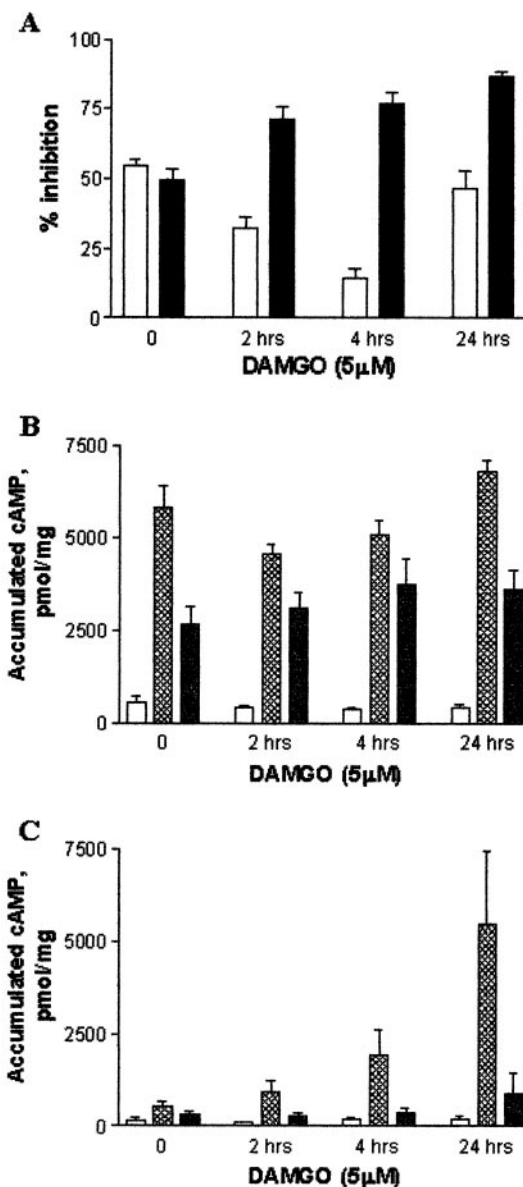 A
100
75
50
25
0
% inhibition
0 2 hrs 4 hrs 24 hrs
DAMGO (5µM)
B
7500
5000
2500
0
Accumulated cAMP,
pmol/mg
0 2 hrs 4 hrs 24 hrs
DAMGO (5µM)
C
7500
5000
2500
0
Accumulated cAMP,
pmol/mg
0 2 hrs 4 hrs 24 hrs
DAMGO (5µM)